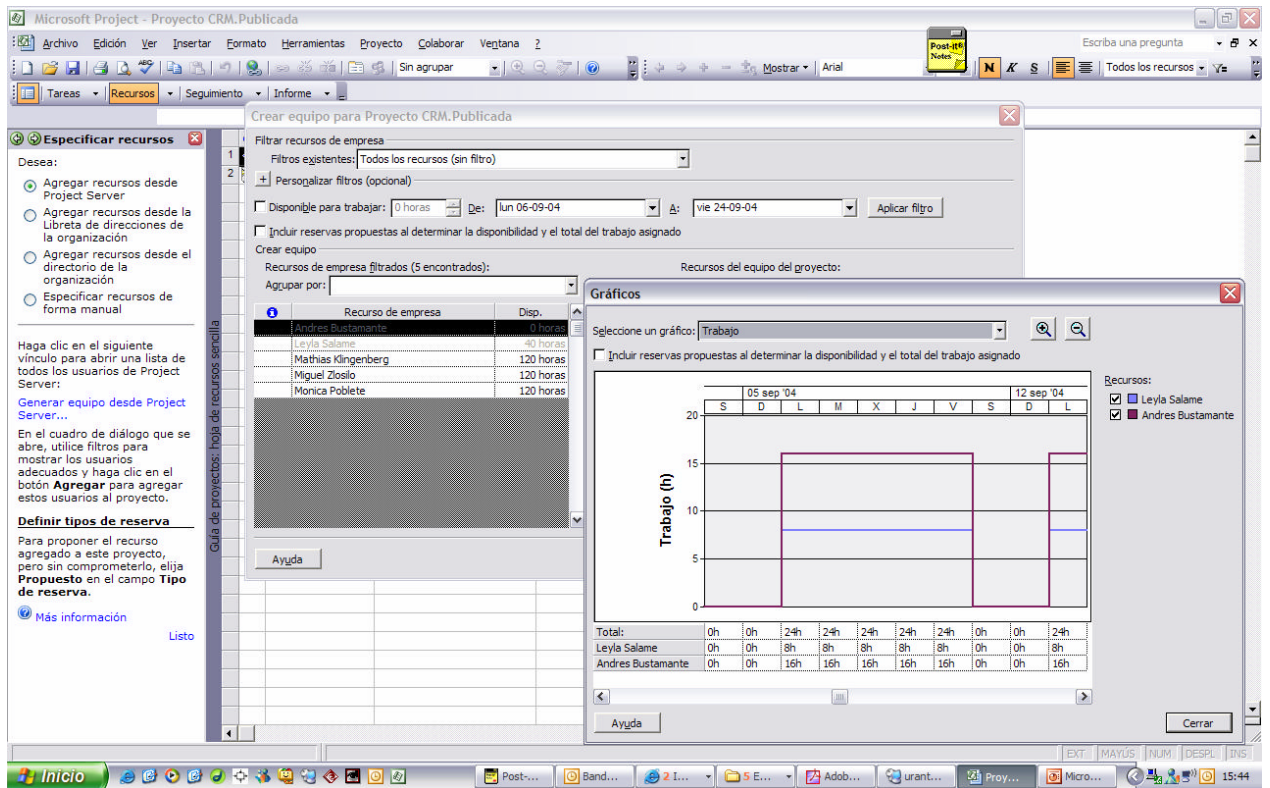 Microsoft Project - Proyecto CRM.Publicada
Archivo Edición Ver Insertar Formato Herramientas Proyecto Colaborar Ventana ?
Post-it® Notes
Escriba una pregunta
ABC
Sin agrupar
Mostrar
Arial
N K S
Todos los recursos
Tareas Recursos Seguimiento Informe
Especificar recursos
Desea:
Agregar recursos desde
Project Server
Agregar recursos desde la
Libreta de direcciones de
la organización
Agregar recursos desde el
directorio de la
organización
Especificar recursos de
forma manual
Haga clic en el siguiente
vínculo para abrir una lista de
todos los usuarios de Project
Server:
Generar equipo desde Project
Server...
En el cuadro de diálogo que se
abre, utilice filtros para
mostrar los usuarios
adecuados y haga clic en el
botón Agregar para agregar
estos usuarios al proyecto.
Definir tipos de reserva
Para proponer el recurso
agregado a este proyecto,
pero sin comprometerlo, elija
Propuesto en el campo Tipo
de reserva.
Más información
Listo
Guía de proyectos: hoja de recursos sencilla
1
2
Crear equipo para Proyecto CRM.Publicada
Filtrar recursos de empresa
Filtros existentes: Todos los recursos (sin filtro)
+ Personalizar filtros (opcional)
Disponible para trabajar: 0 horas De: lun 06-09-04 A: vie 24-09-04 Aplicar filtro
Incluir reservas propuestas al determinar la disponibilidad y el total del trabajo asignado
Crear equipo
Recursos de empresa filtrados (5 encontrados): Recursos del equipo del proyecto:
Agrupar por:
Recurso de empresa Disp.
Andres Bustamante 0 horas
Leyla Salame 40 horas
Mathias Klingenberg 120 horas
Miguel Zlosilo 120 horas
Monica Poblete 120 horas
Ayuda
Gráficos
Seleccione un gráfico: Trabajo
Incluir reservas propuestas al determinar la disponibilidad y el total del trabajo asignado
05 sep '04 12 sep '04
S D L M X J V S D L
20
15
10
5
0
Trabajo (h)
Recursos:
Leyla Salame
Andres Bustamante
Total: 0h 0h 24h 24h 24h 24h 24h 0h 0h 24h
Leyla Salame 0h 0h 8h 8h 8h 8h 8h 0h 0h 8h
Andres Bustamante 0h 0h 16h 16h 16h 16h 16h 0h 0h 16h
Ayuda
Cerrar
EXT MAYÚS NUM DESPL INS
Inicio
Post-... Band... 2 I... 5 E... Adob... urant... Proy... Micro... 15:44